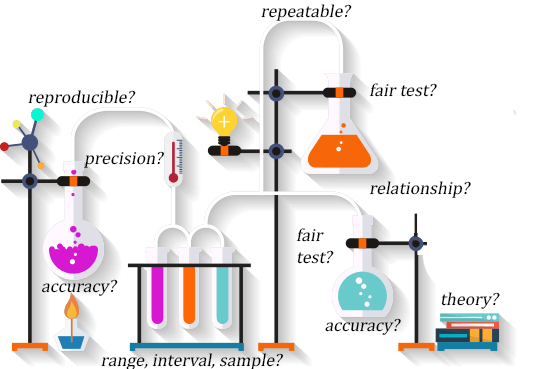 repeatable?
fair test?
reproducible?
precision?
relationship?
fair
test?
accuracy?
theory?
accuracy?
range, interval, sample?